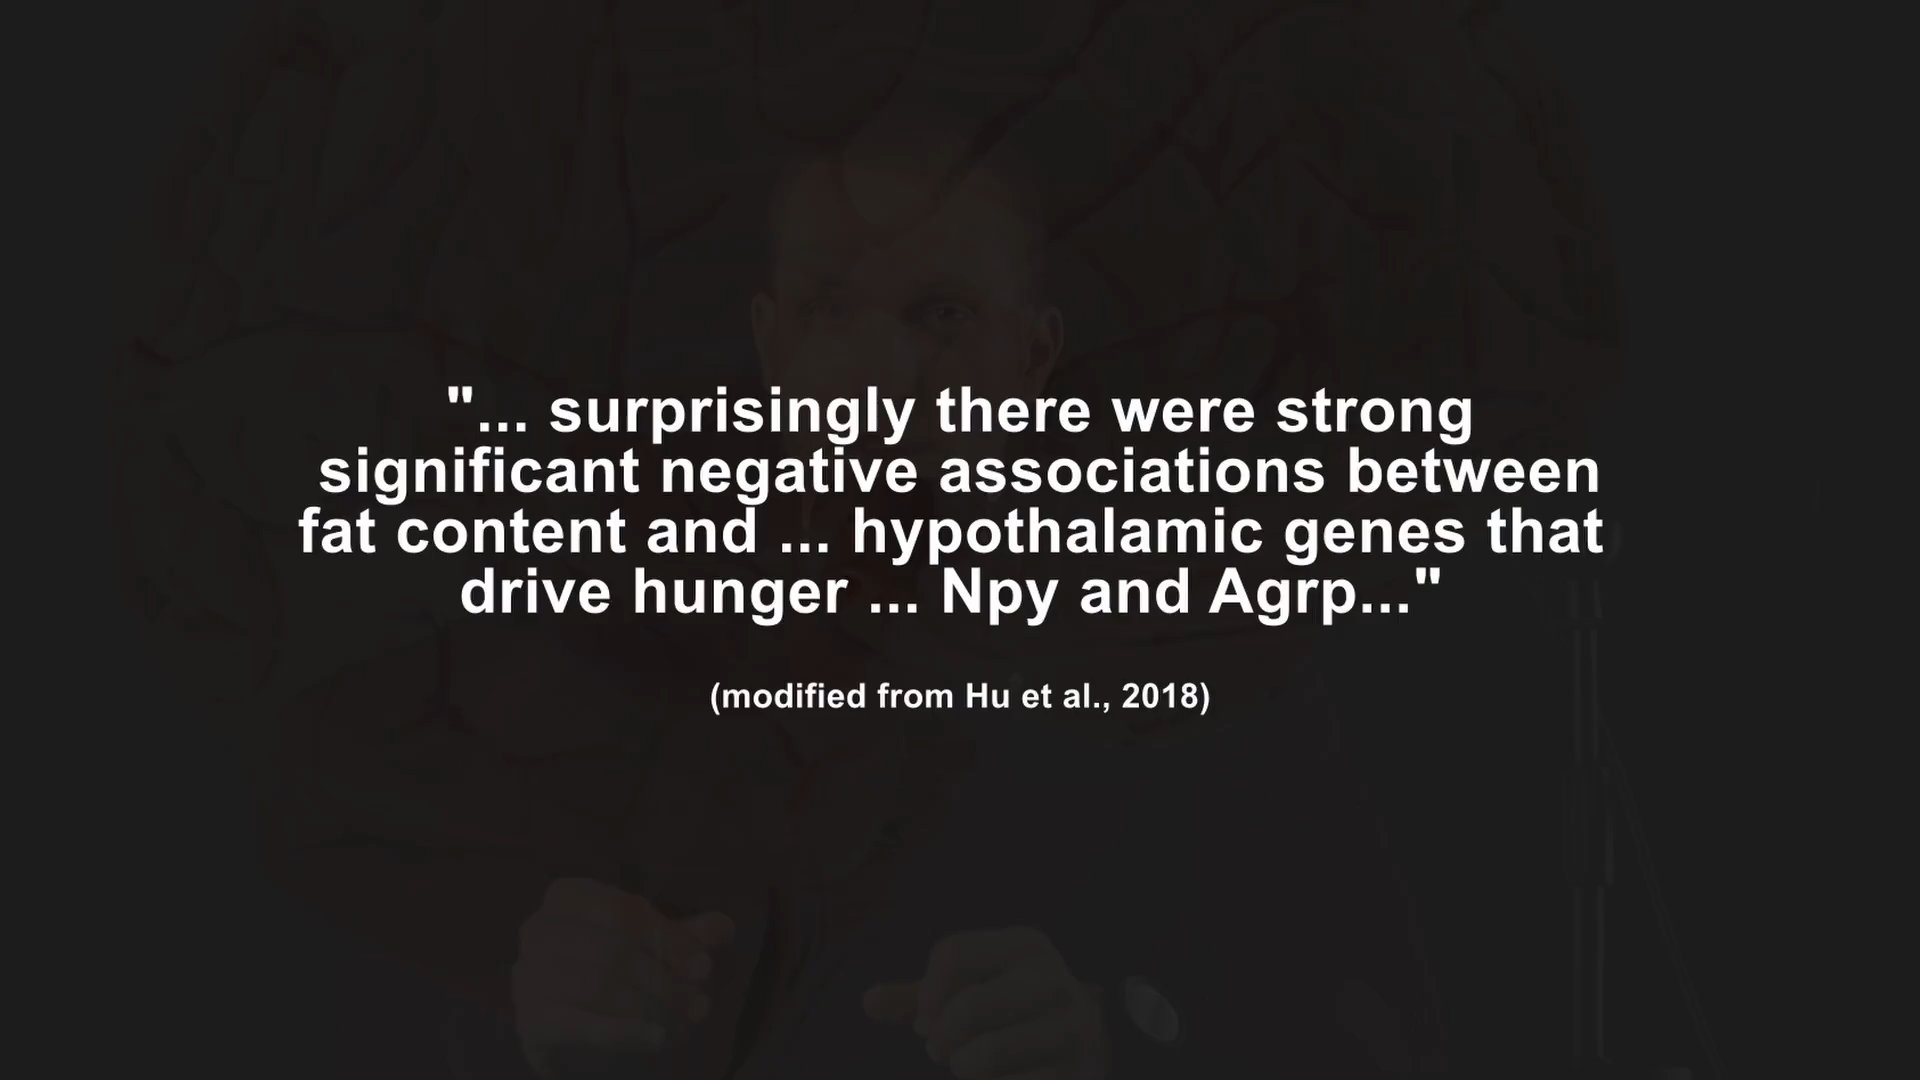 "... surprisingly there were strong
significant negative associations between
fat content and ... hypothalamic genes that
drive hunger ... Npy and Agrp..."
(modified from Hu et al., 2018)